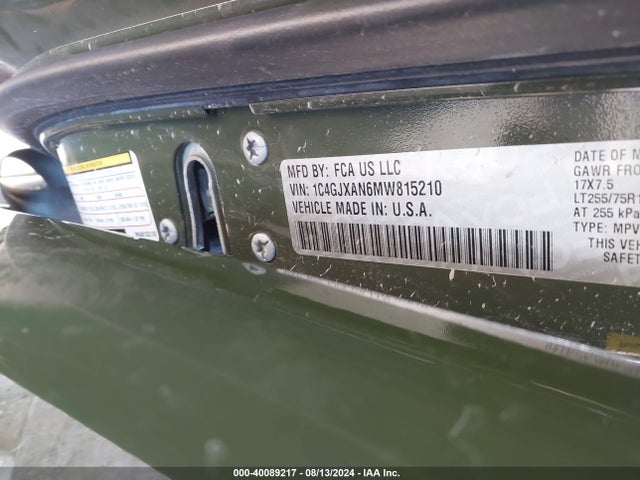 MFD BY: FCA US LLC
VIN: 1C4GJXAN6MW815210
VEHICLE MADE IN: U.S.A.
DATE OF M
GAWR FRO
17X7.5
LT255/75R1
AT 255 kPa
TYPE: MPV
THIS VEHI
SAFET
000-40089217 - 08/13/2024 - IAA Inc.